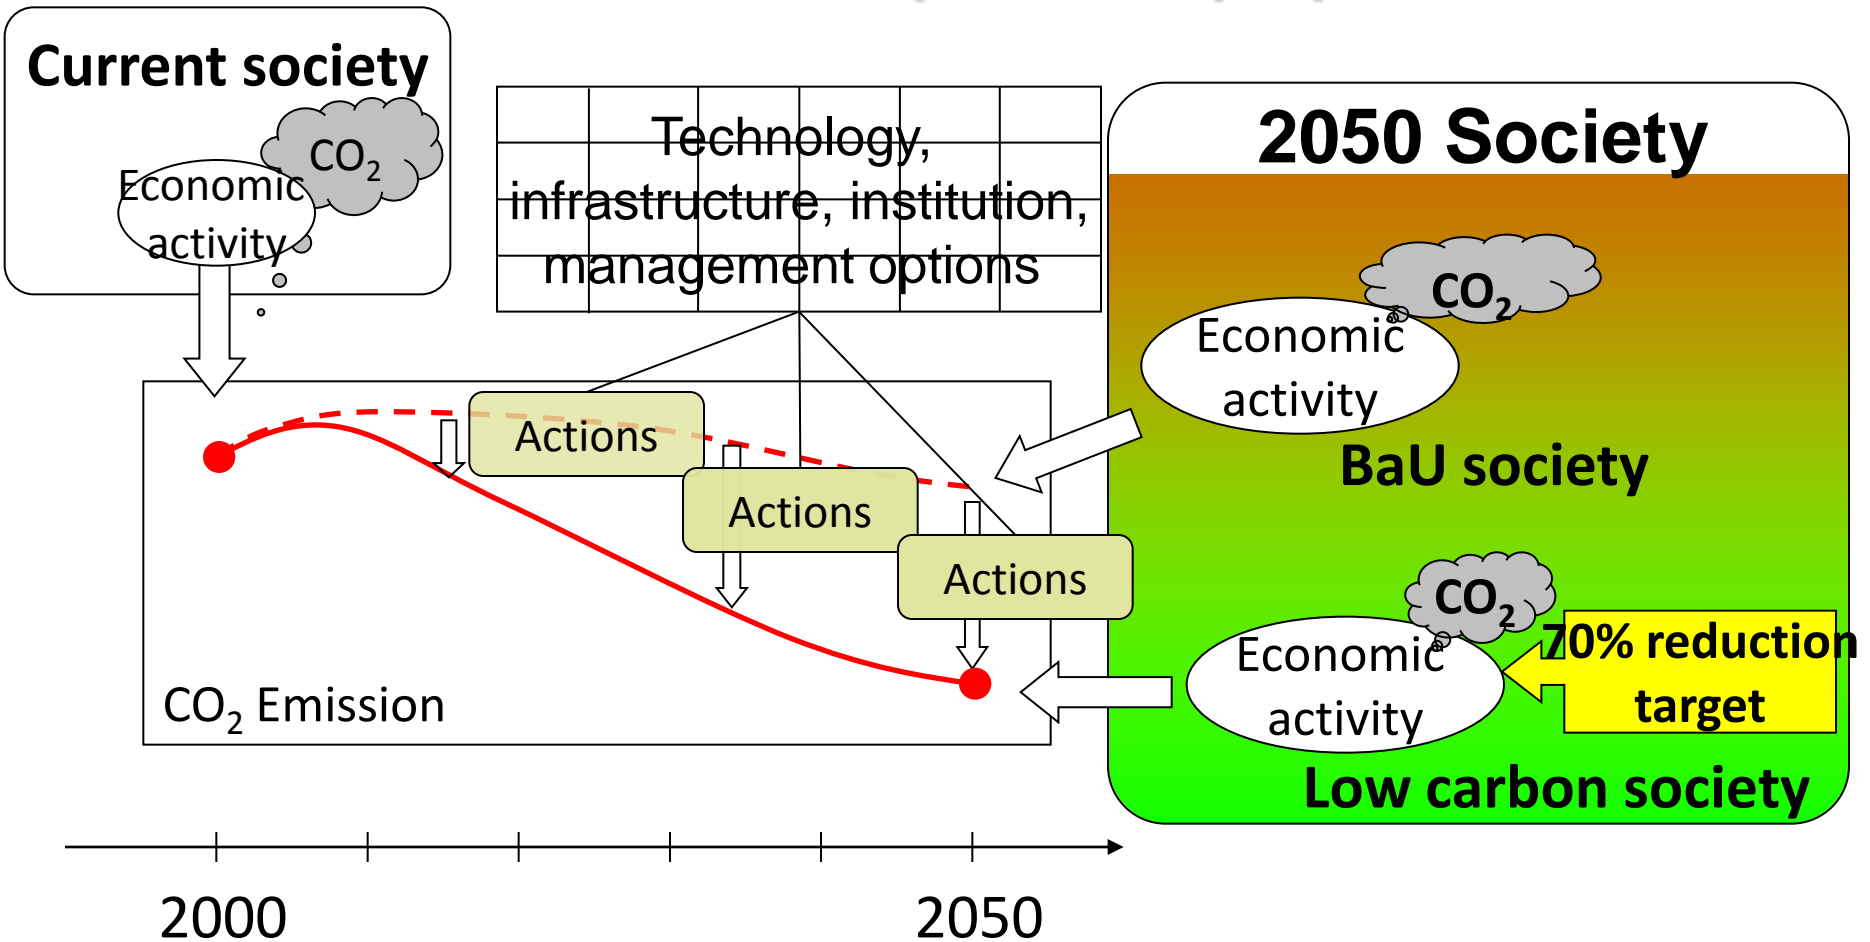 Current society
CO₂
Economic
activity
Technology,
infrastructure, institution,
management options
2050 Society
CO₂
Economic
activity
BaU society
Actions
Actions
Actions
CO₂
Economic
activity
70% reduction
target
Low carbon society
CO₂ Emission
2000
2050